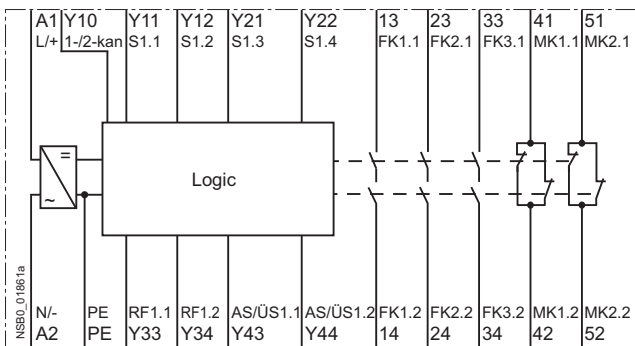 A1 Y10 Y11 Y12 Y21 Y22 13 23 33 41 51
L/+ 1-/2-kan S1.1 S1.2 S1.3 S1.4 FK1.1 FK2.1 FK3.1 MK1.1 MK2.1
=
~
Logic
NSB0_01861a
N/- PE RF1.1 RF1.2 AS/ÜS1.1 AS/ÜS1.2 FK1.2 FK2.2 FK3.2 MK1.2 MK2.2
A2 PE Y33 Y34 Y43 Y44 14 24 34 42 52